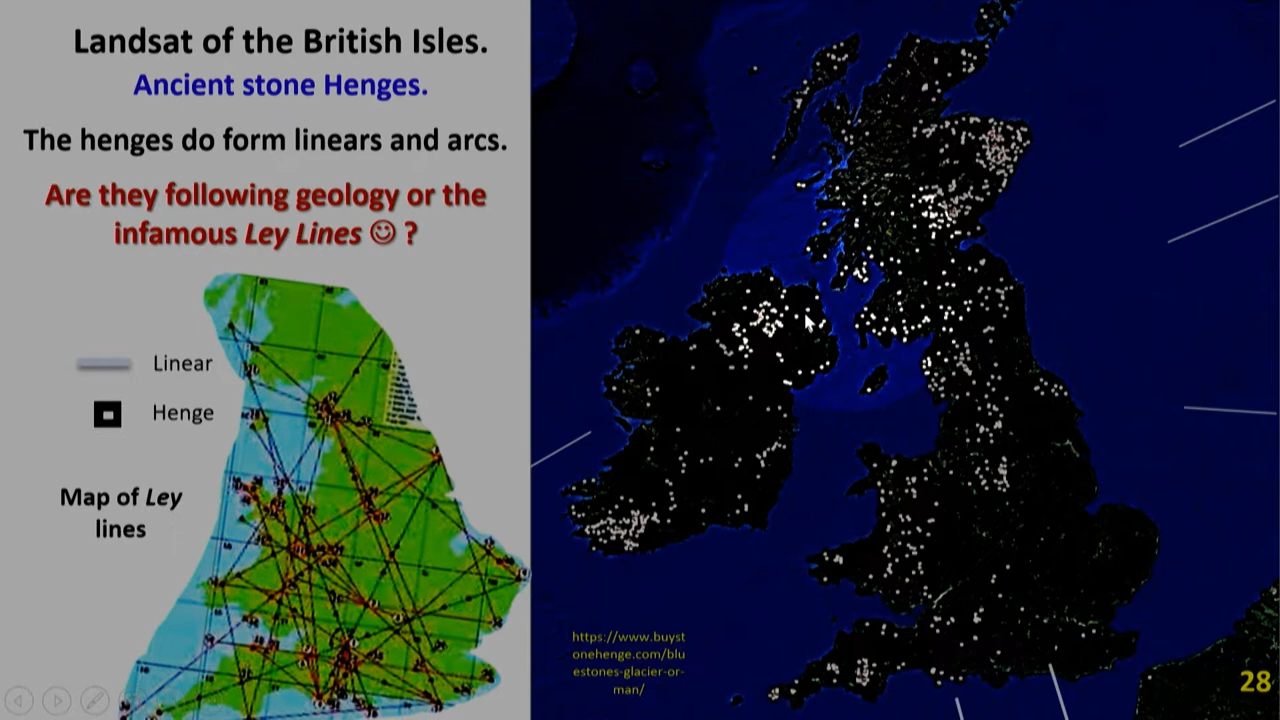 Landsat of the British Isles.
Ancient stone Henges.
The henges do form linears and arcs.
Are they following geology or the
infamous Ley Lines ☺ ?
Linear
Henge
Map of Ley
lines
https://www.buyst
onehenge.com/blu
estones-glacier-or-
man/
28